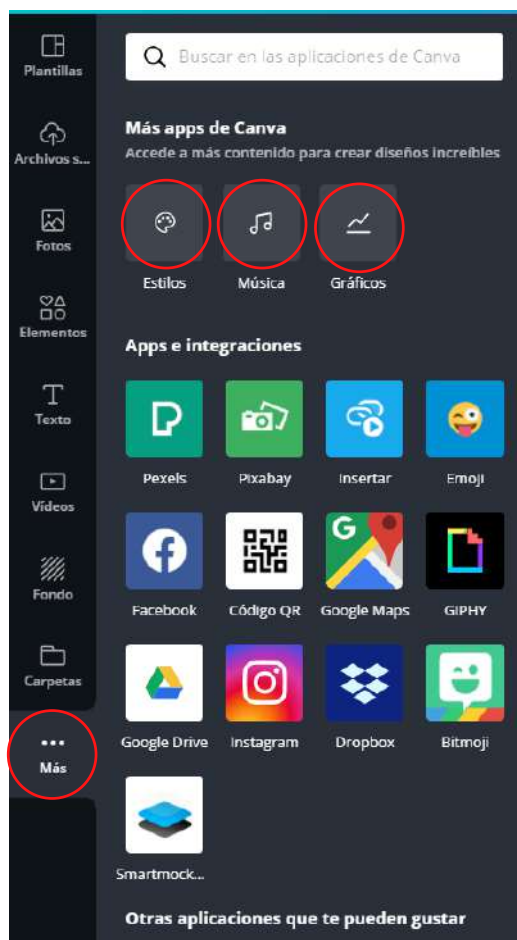 Plantillas
Archivos s...
Fotos
Elementos
Texto
Vídeos
Fondo
Carpetas
Más
Buscar en las aplicaciones de Canva
Más apps de Canva
Accede a más contenido para crear diseños increíbles
Estilos Música Gráficos
Apps e integraciones
Pexels Pixabay Insertar Emoji
Facebook Código QR Google Maps GIPHY
Google Drive Instagram Dropbox Bitmoji
Smartmock...
Otras aplicaciones que te pueden gustar